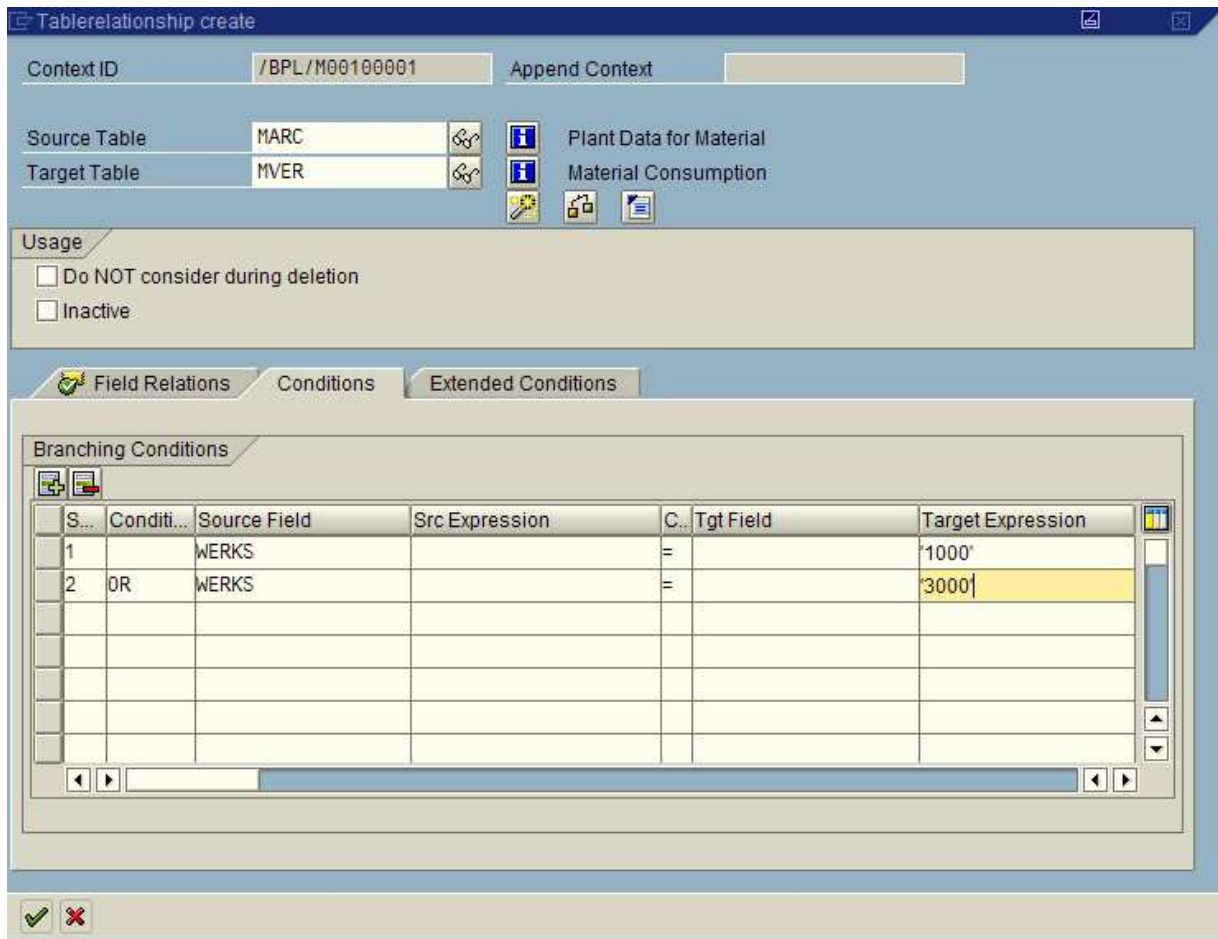 Tablerelationship create
Context ID /BPL/M00100001 Append Context
Source Table MARC Plant Data for Material
Target Table MVER Material Consumption
Usage
Do NOT consider during deletion
Inactive
Field Relations Conditions Extended Conditions
Branching Conditions
S... Conditi... Source Field Src Expression C.. Tgt Field Target Expression
1 WERKS = '1000'
2 OR WERKS = '3000'